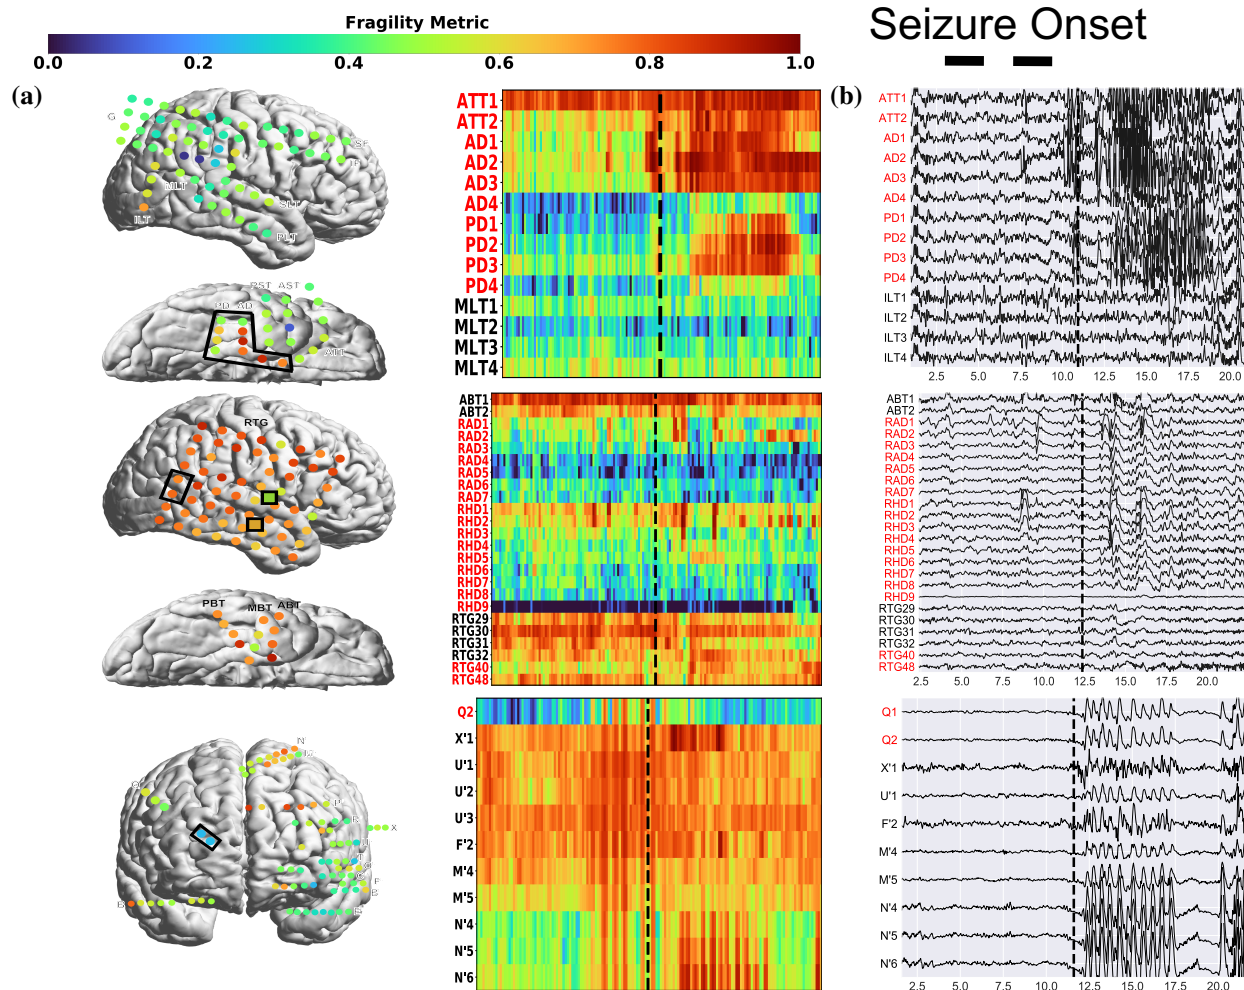 Fragility Metric
Seizure Onset
0.0 0.2 0.4 0.6 0.8 1.0
(a)
(b)
G
SF
MLT
SLT
ILT
PLT
PST AST
PD AD
ATT
RTG
PBT MBT ABT
N'
X
ATT1
ATT2
AD1
AD2
AD3
AD4
PD1
PD2
PD3
PD4
MLT1
MLT2
MLT3
MLT4
ATT1
ATT2
AD1
AD2
AD3
AD4
PD1
PD2
PD3
PD4
ILT1
ILT2
ILT3
ILT4
2.5 5.0 7.5 10.0 12.5 15.0 17.5 20.0
ABT1
ABT2
RAD1
RAD2
RAD3
RAD4
RAD5
RAD6
RAD7
RHD1
RHD2
RHD3
RHD4
RHD5
RHD6
RHD7
RHD8
RHD9
RTG29
RTG30
RTG31
RTG32
RTG40
RTG48
ABT1
ABT2
RAD1
RAD2
RAD3
RAD4
RAD5
RAD6
RAD7
RHD1
RHD2
RHD3
RHD4
RHD5
RHD6
RHD7
RHD8
RHD9
RTG29
RTG30
RTG31
RTG32
RTG40
RTG48
2.5 5.0 7.5 10.0 12.5 15.0 17.5 20.0
Q2
X'1
U'1
U'2
U'3
F'2
M'4
M'5
N'4
N'5
N'6
Q1
Q2
X'1
U'1
F'2
M'4
M'5
N'4
N'5
N'6
2.5 5.0 7.5 10.0 12.5 15.0 17.5 20.0